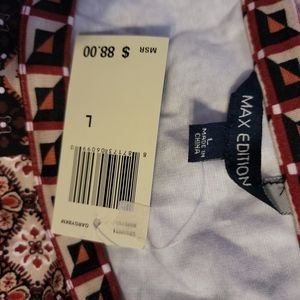 MSR
$ 88.00
L
MAX EDITION
L
MADE IN
CHINA